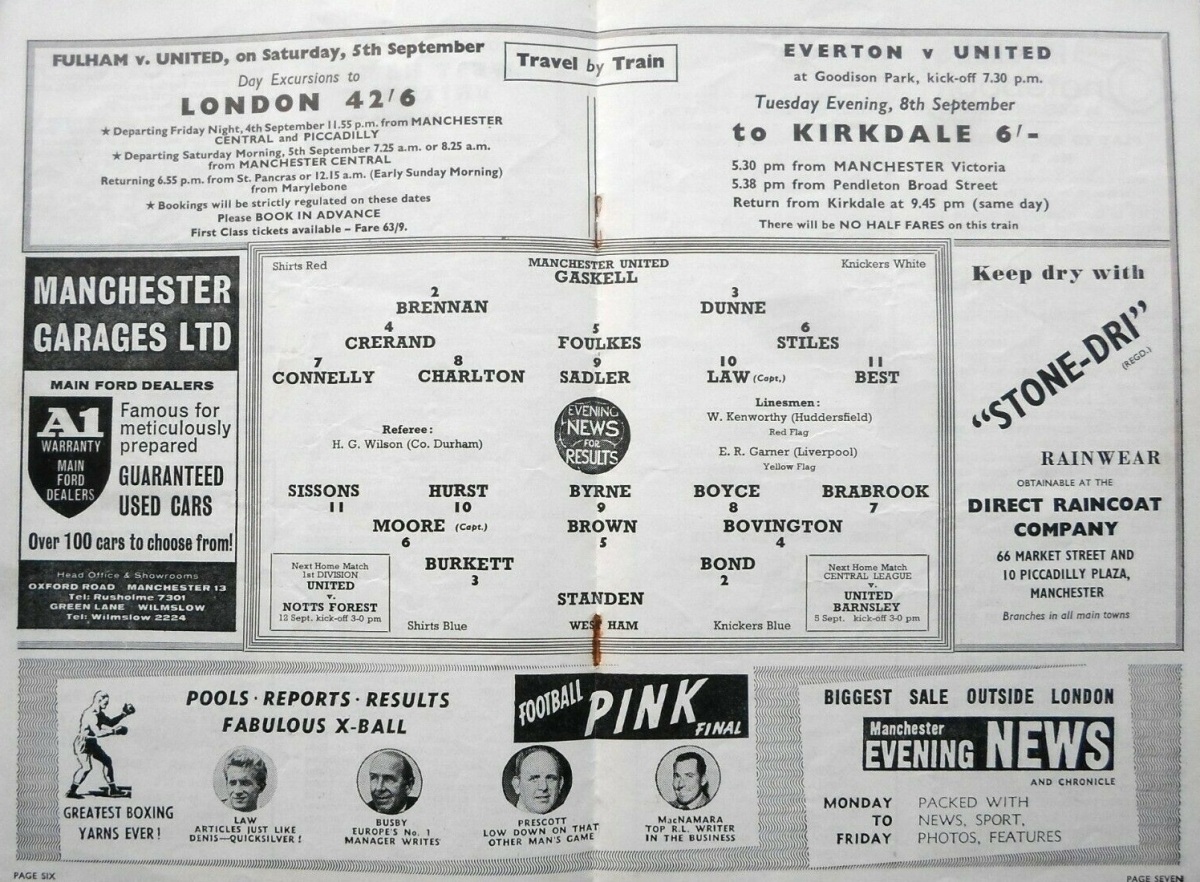 FULHAM v. UNITED, on Saturday, 5th September
Day Excursions to
LONDON 42'6
★ Departing Friday Night, 4th September 11.55 p.m. from MANCHESTER
CENTRAL and PICCADILLY
★ Departing Saturday Morning, 5th September 7.25 a.m. or 8.25 a.m.
from MANCHESTER CENTRAL
Returning 6.55 p.m. from St. Pancras or 12.15 a.m. (Early Sunday Morning)
from Marylebone
★ Bookings will be strictly regulated on these dates
Please BOOK IN ADVANCE
First Class tickets available – Fare 63/9.
Travel by Train
EVERTON v UNITED
at Goodison Park, kick-off 7.30 p.m.
Tuesday Evening, 8th September
to KIRKDALE 6/-
5.30 pm from MANCHESTER Victoria
5.38 pm from Pendleton Broad Street
Return from Kirkdale at 9.45 pm (same day)
There will be NO HALF FARES on this train
MANCHESTER
GARAGES LTD
MAIN FORD DEALERS
A1
WARRANTY
MAIN
FORD
DEALERS
Famous for
meticulously
prepared
GUARANTEED
USED CARS
Over 100 cars to choose from!
Head Office & Showrooms
OXFORD ROAD MANCHESTER 13
Tel: Rusholme 7301
GREEN LANE WILMSLOW
Tel: Wilmslow 2224
Shirts Red
MANCHESTER UNITED
Knickers White
GASKELL
2 3
BRENNAN DUNNE
4 5 6
CRERAND FOULKES STILES
7 8 9 10 11
CONNELLY CHARLTON SADLER LAW (Capt,) BEST
Referee:
H. G. Wilson (Co. Durham)
EVENING
NEWS
FOR
RESULTS
Linesmen:
W. Kenworthy (Huddersfield)
Red Flag
E. R. Garner (Liverpool)
Yellow Flag
SISSONS HURST BYRNE BOYCE BRABROOK
11 10 9 8 7
MOORE (Capt.) BROWN BOVINGTON
6 5 4
BURKETT BOND
3 2
STANDEN
Shirts Blue WEST HAM Knickers Blue
Next Home Match
1st DIVISION
UNITED
v.
NOTTS FOREST
12 Sept. kick-off 3-0 pm
Next Home Match
CENTRAL LEAGUE
UNITED
v.
BARNSLEY
5 Sept. kick-off 3-0 pm
Keep dry with
"STONE-DRI"
(REGD.)
RAINWEAR
OBTAINABLE AT THE
DIRECT RAINCOAT
COMPANY
66 MARKET STREET AND
10 PICCADILLY PLAZA,
MANCHESTER
Branches in all main towns
GREATEST BOXING
YARNS EVER!
POOLS · REPORTS · RESULTS
FABULOUS X-BALL
FOOTBALL PINK FINAL
LAW
ARTICLES JUST LIKE
DENIS—QUICKSILVER!
BUSBY
EUROPE'S No. 1
MANAGER WRITES
PRESCOTT
LOW DOWN ON THAT
OTHER MAN'S GAME
MacNAMARA
TOP R.L. WRITER
IN THE BUSINESS
BIGGEST SALE OUTSIDE LONDON
Manchester
EVENING NEWS
AND CHRONICLE
MONDAY
TO
FRIDAY
PACKED WITH
NEWS, SPORT,
PHOTOS, FEATURES
PAGE SIX
PAGE SEVEN